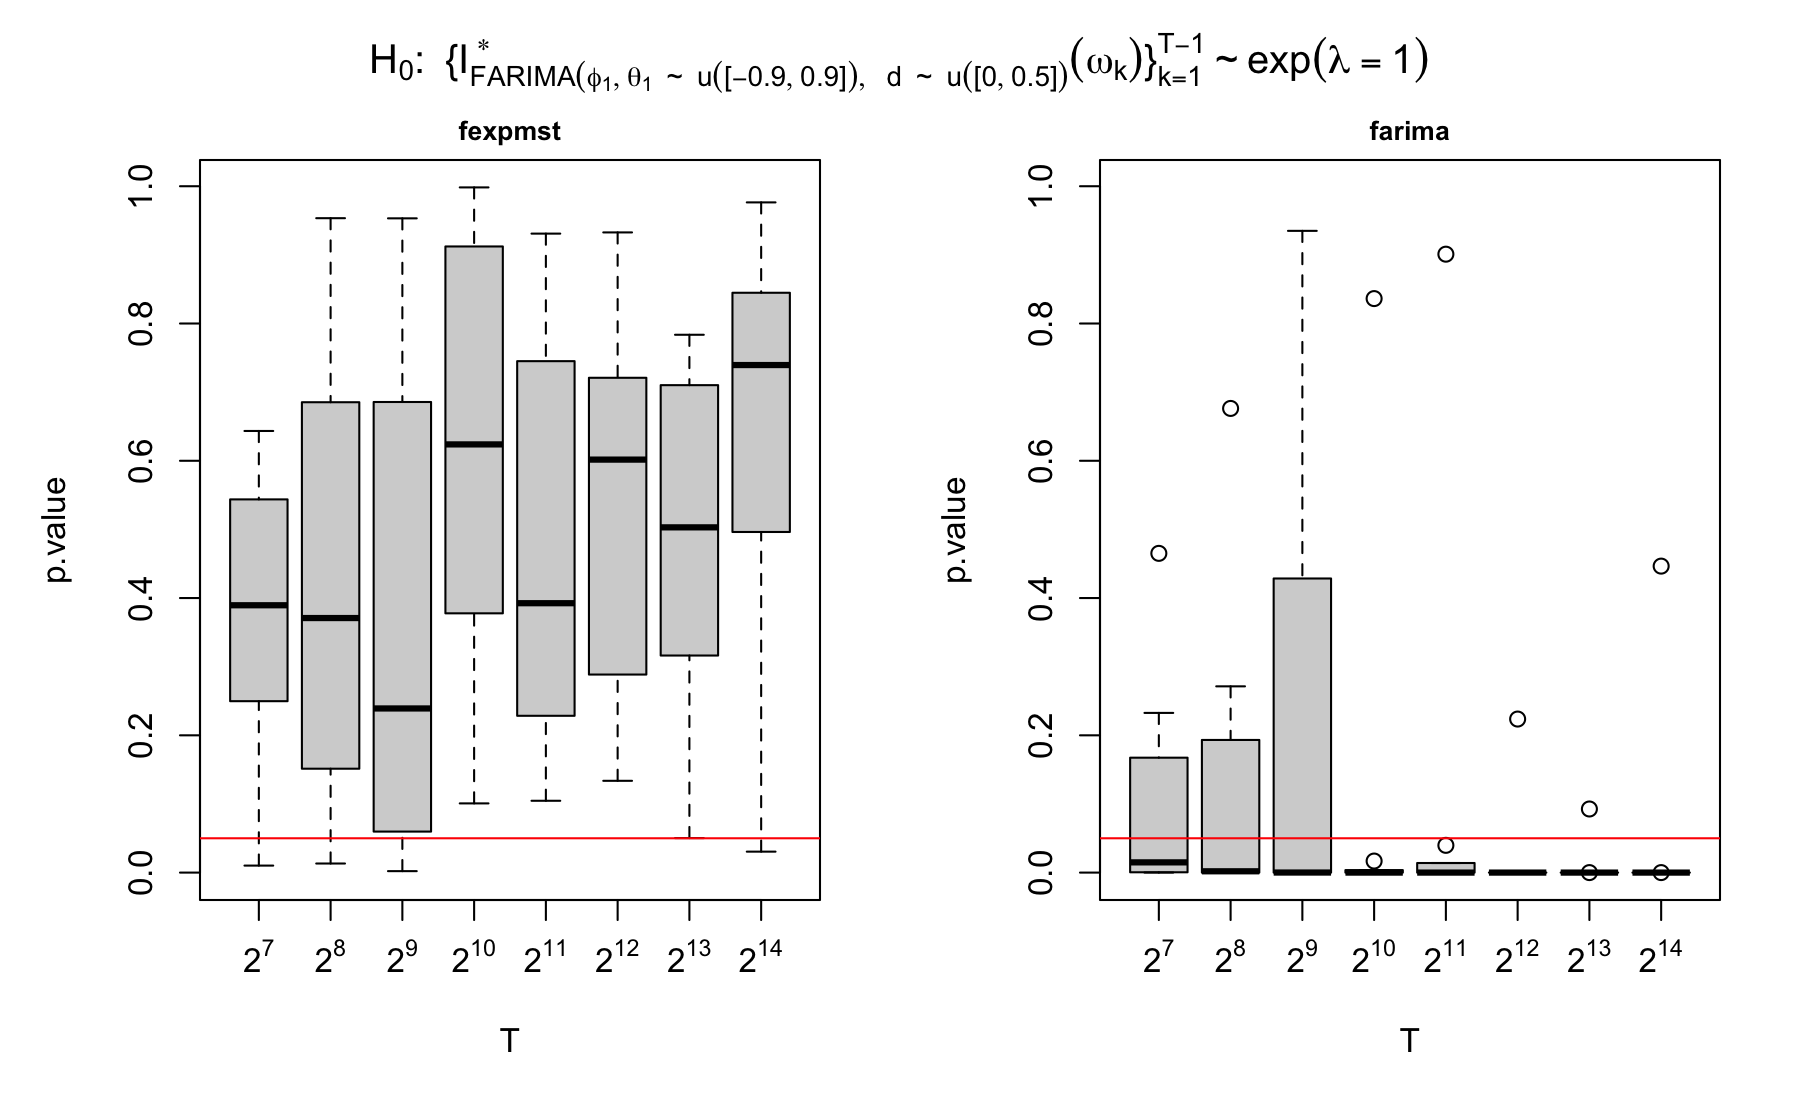 H₀: {I*_FARIMA(ϕ₁, θ₁ ~ u([−0.9, 0.9]), d ~ u([0, 0.5]))(ω_k)}_{k=1}^{T−1} ~ exp(λ = 1)
fexpmst
p.value
1.0
0.8
0.6
0.4
0.2
0.0
2⁷ 2⁸ 2⁹ 2¹⁰ 2¹¹ 2¹² 2¹³ 2¹⁴
T
farima
p.value
1.0
0.8
0.6
0.4
0.2
0.0
2⁷ 2⁸ 2⁹ 2¹⁰ 2¹¹ 2¹² 2¹³ 2¹⁴
T